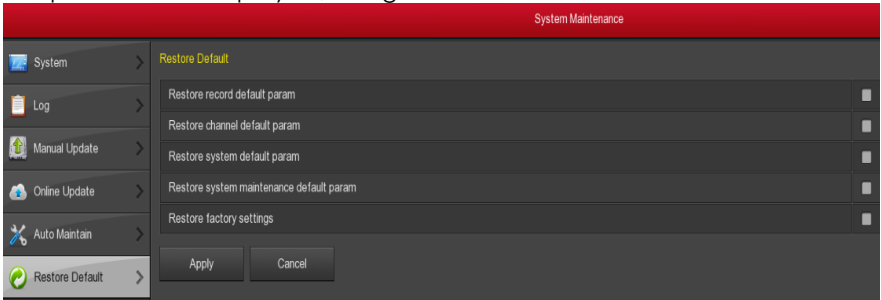 System Maintenance
System
Log
Manual Update
Online Update
Auto Maintain
Restore Default
Restore Default
Restore record default param
Restore channel default param
Restore system default param
Restore system maintenance default param
Restore factory settings
Apply
Cancel